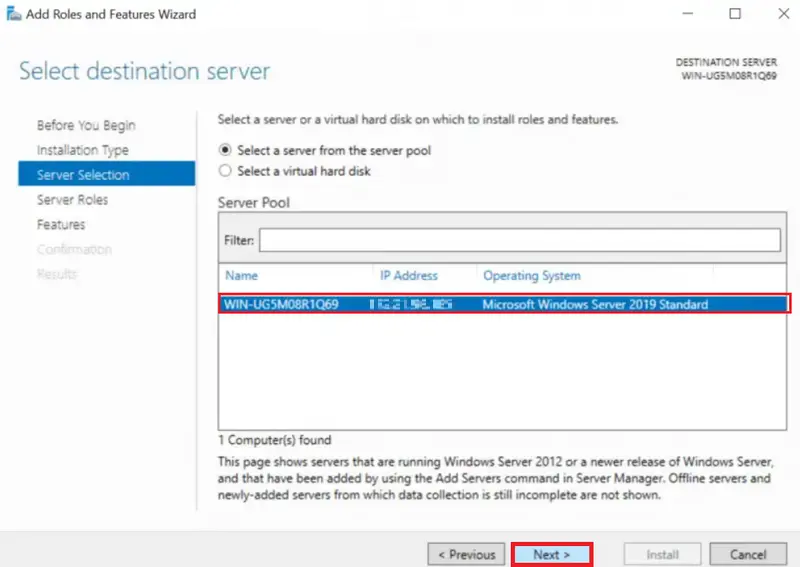 Add Roles and Features Wizard
Select destination server
DESTINATION SERVER
WIN-UG5M08R1Q69
Before You Begin
Installation Type
Server Selection
Server Roles
Features
Confirmation
Results
Select a server or a virtual hard disk on which to install roles and features.
Select a server from the server pool
Select a virtual hard disk
Server Pool
Filter:
Name IP Address Operating System
WIN-UG5M08R1Q69 Microsoft Windows Server 2019 Standard
1 Computer(s) found
This page shows servers that are running Windows Server 2012 or a newer release of Windows Server,
and that have been added by using the Add Servers command in Server Manager. Offline servers and
newly-added servers from which data collection is still incomplete are not shown.
< Previous Next > Install Cancel